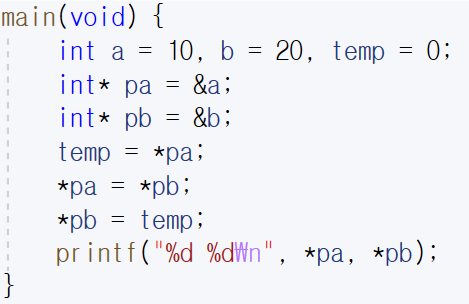 main(void) {
int a = 10, b = 20, temp = 0;
int* pa = &a;
int* pb = &b;
temp = *pa;
*pa = *pb;
*pb = temp;
printf("%d %d₩n", *pa, *pb);
}